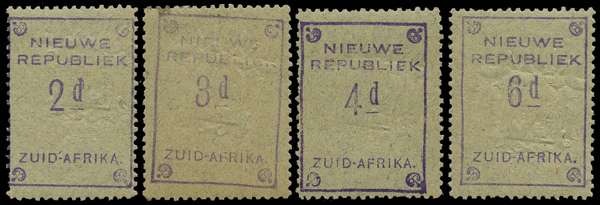 NIEUWE
REPUBLIEK
2d
ZUID-AFRIKA.
NIEUWE
REPUBLIEK
3d
ZUID-AFRIKA.
NIEUWE
REPUBLIEK
4d
ZUID-AFRIKA.
NIEUWE
REPUBLIEK
6d
ZUID-AFRIKA.